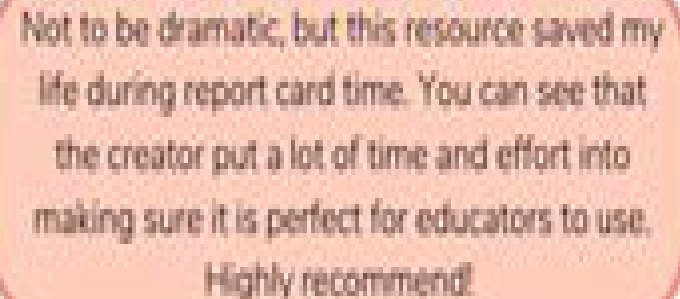 Not to be dramatic, but this resource saved my
life during report card time. You can see that
the creator put a lot of time and effort into
making sure it is perfect for educators to use.
Highly recommend!